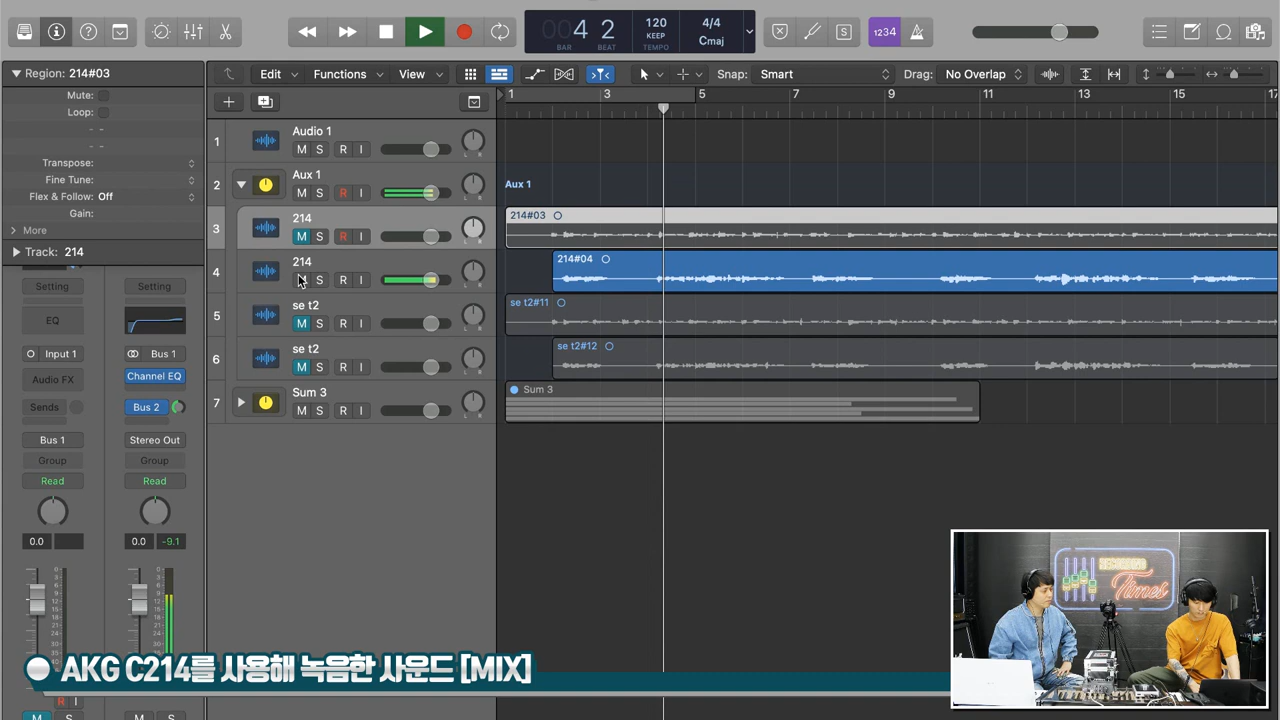 4 2
BAR
BEAT
120
KEEP
TEMPO
4/4
Cmaj
S
1234
Region: 214#03
Mute:
Loop:
Transpose:
Fine Tune:
Flex & Follow: Off
Gain:
More
Track: 214
Edit
Functions
View
Snap: Smart
Drag: No Overlap
1 3 5 7 9 11 13 15 17
1
Audio 1
M S R I
2
Aux 1
M S R I
Aux 1
3
214
M S R I
214#03
4
214
S R I
214#04
5
se t2
M S R I
se t2#11
6
se t2
M S R I
se t2#12
7
Sum 3
M S R I
Sum 3
Setting
Setting
EQ
Input 1
Bus 1
Audio FX
Channel EQ
Sends
Bus 2
Bus 1
Stereo Out
Group
Group
Read
Read
0.0
0.0 -9.1
R I
M S
M S
Times
AKG C214를 사용해 녹음한 사운드 [MIX]